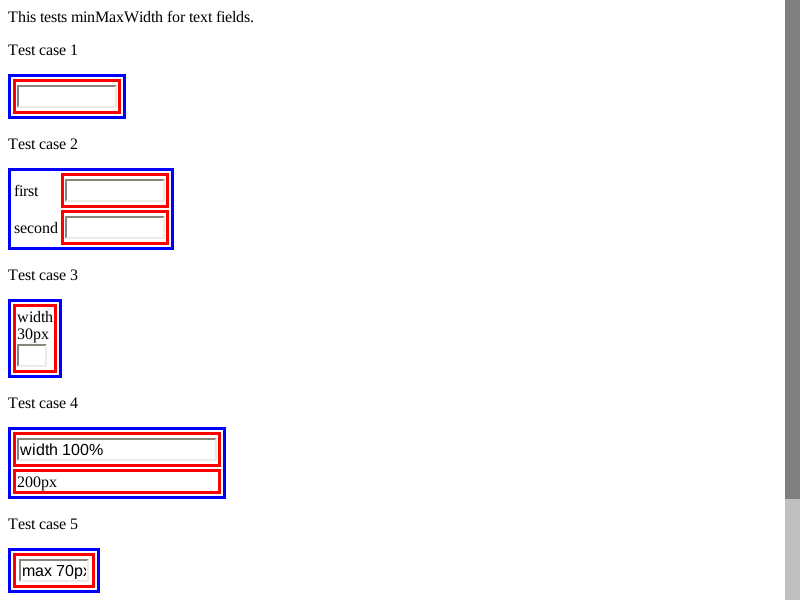 This tests minMaxWidth for text fields.
Test case 1
Test case 2
first
second
Test case 3
width
30px
Test case 4
width 100%
200px
Test case 5
max 70px